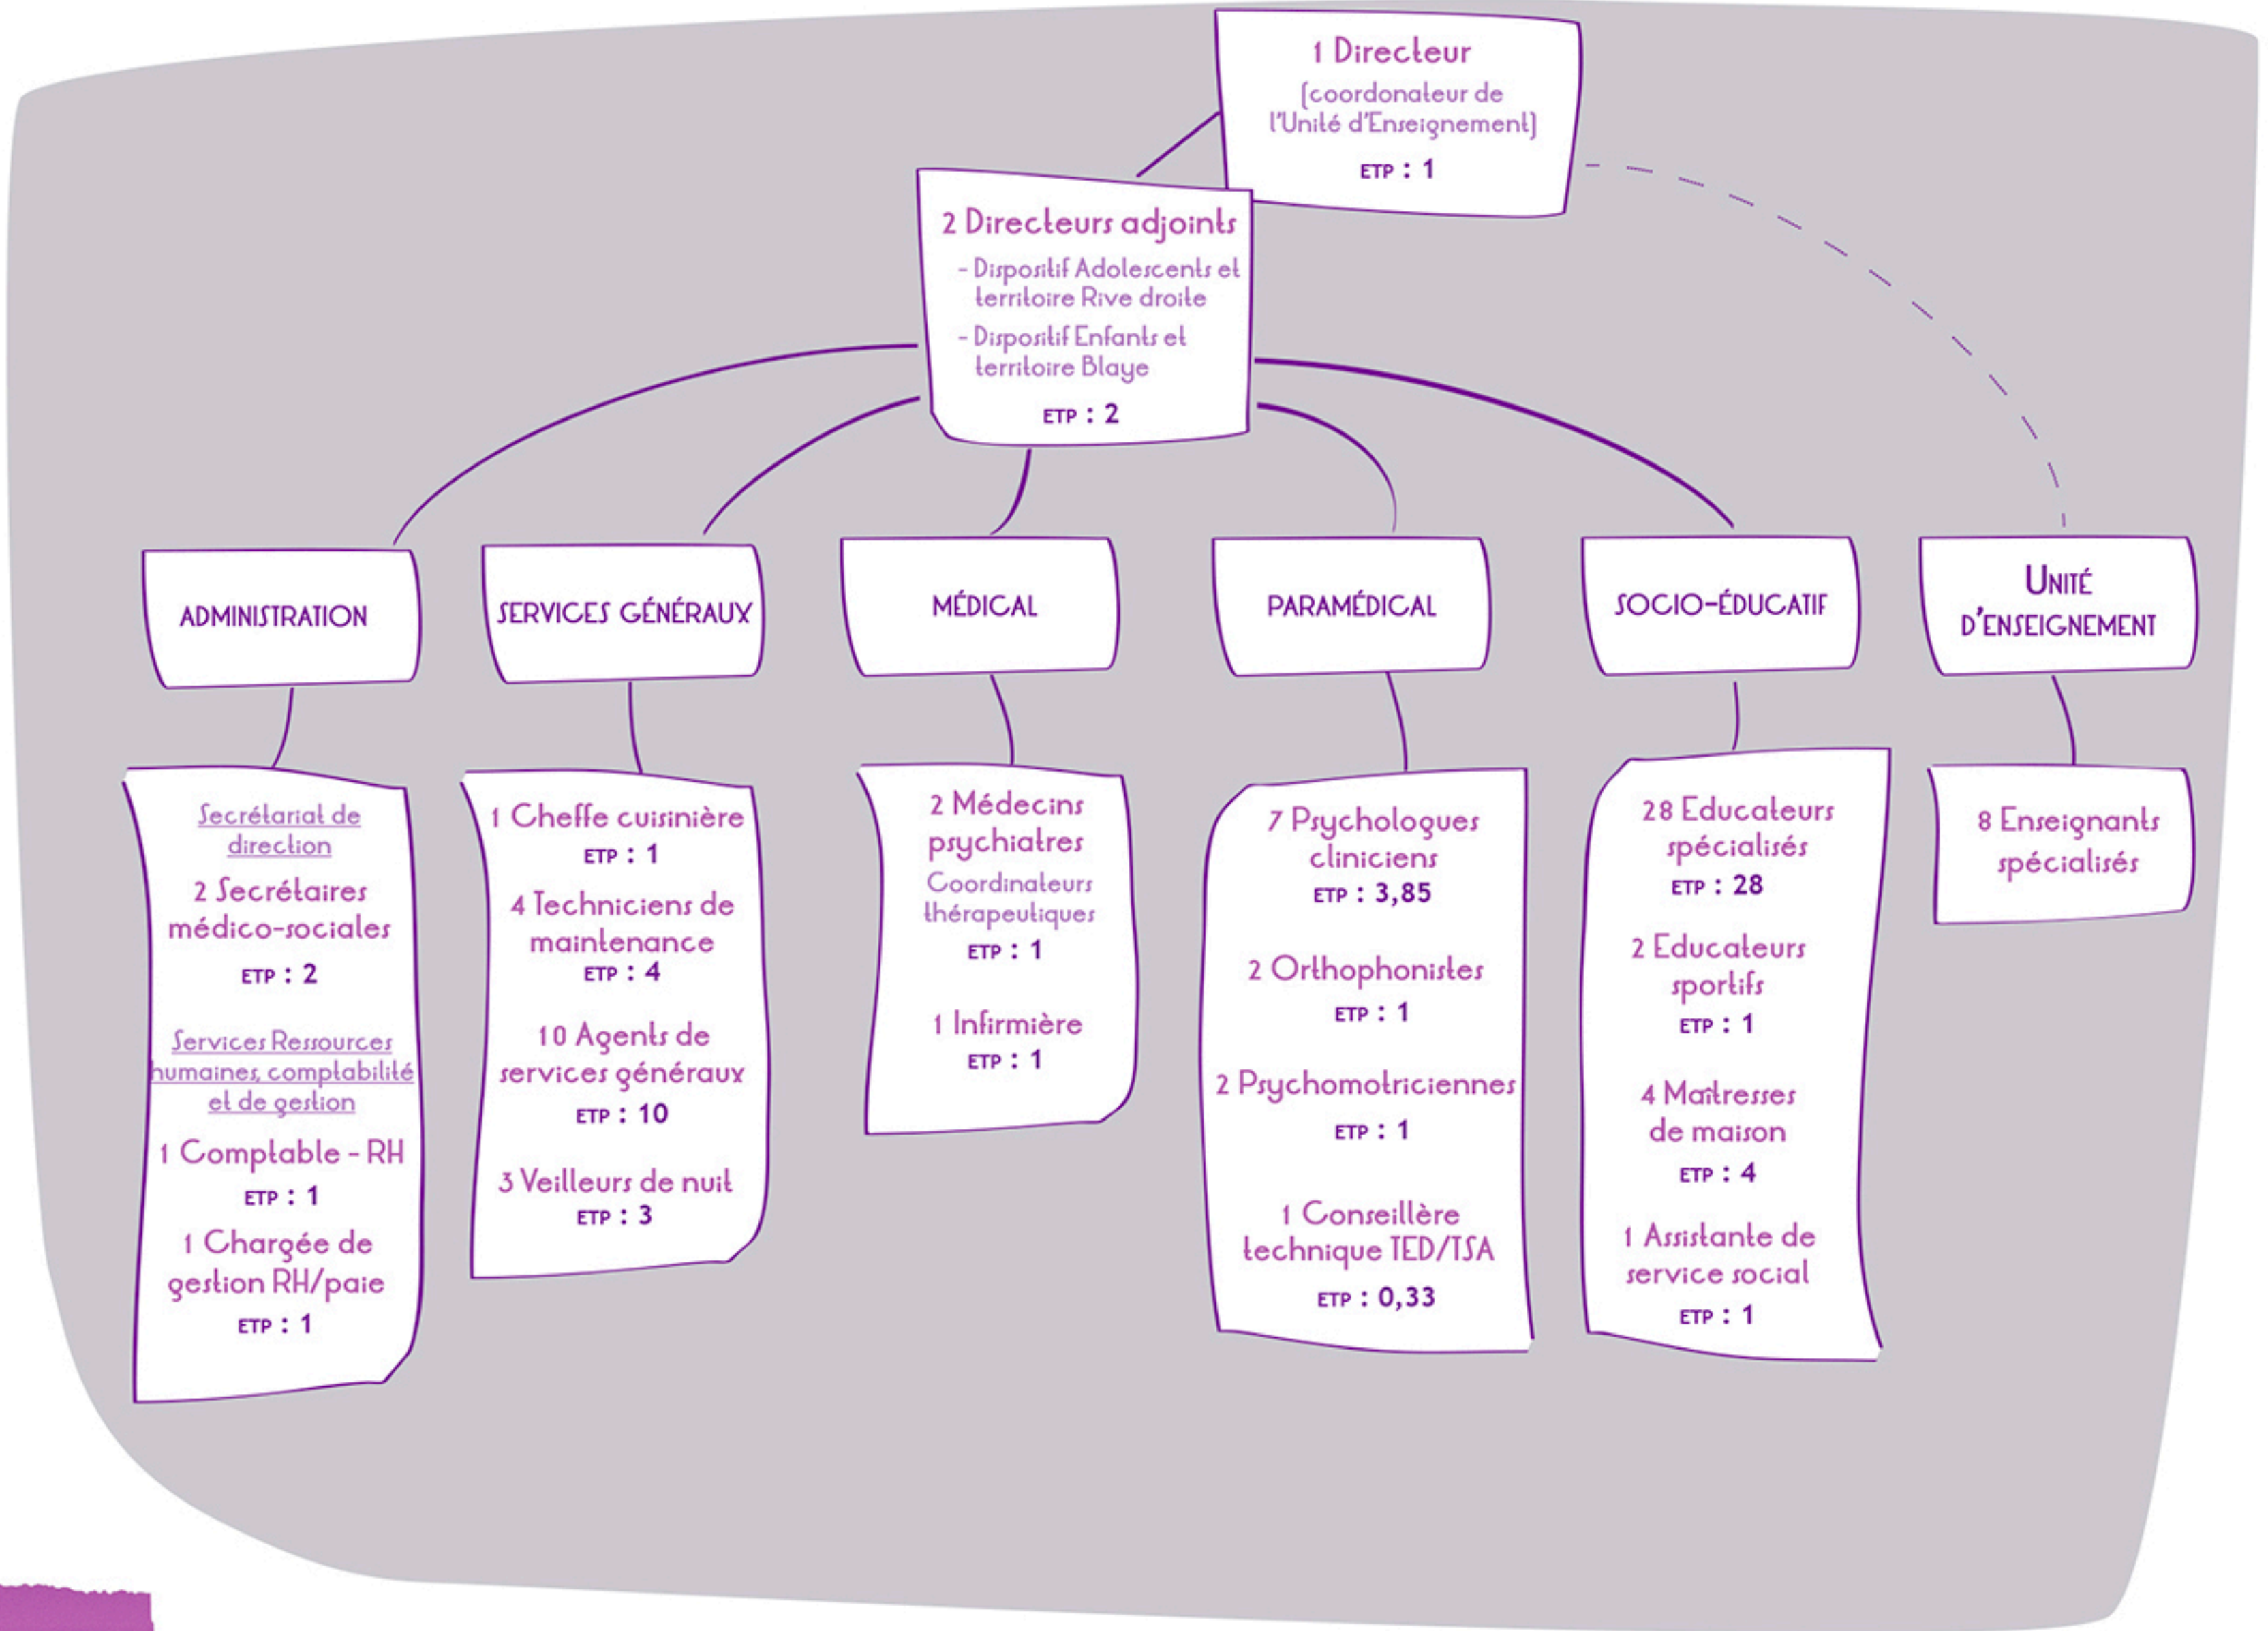 1 Directeur
(coordonateur de
l'Unité d'Enseignement)
ETP : 1
2 Directeurs adjoints
- Dispositif Adolescents et
territoire Rive droite
- Dispositif Enfants et
territoire Blaye
ETP : 2
ADMINISTRATION
SERVICES GÉNÉRAUX
MÉDICAL
PARAMÉDICAL
SOCIO-ÉDUCATIF
UNITÉ
D'ENSEIGNEMENT
Secrétariat de
direction
2 Secrétaires
médico-sociales
ETP : 2
Services Ressources
humaines, comptabilité
et de gestion
1 Comptable - RH
ETP : 1
1 Chargée de
gestion RH/paie
ETP : 1
1 Cheffe cuisinière
ETP : 1
4 Techniciens de
maintenance
ETP : 4
10 Agents de
services généraux
ETP : 10
3 Veilleurs de nuit
ETP : 3
2 Médecins
psychiatres
Coordinateurs
thérapeutiques
ETP : 1
1 Infirmière
ETP : 1
7 Psychologues
cliniciens
ETP : 3,85
2 Orthophonistes
ETP : 1
2 Psychomotriciennes
ETP : 1
1 Conseillère
technique TED/TSA
ETP : 0,33
28 Educateurs
spécialisés
ETP : 28
2 Educateurs
sportifs
ETP : 1
4 Maîtresses
de maison
ETP : 4
1 Assistante de
service social
ETP : 1
8 Enseignants
spécialisés